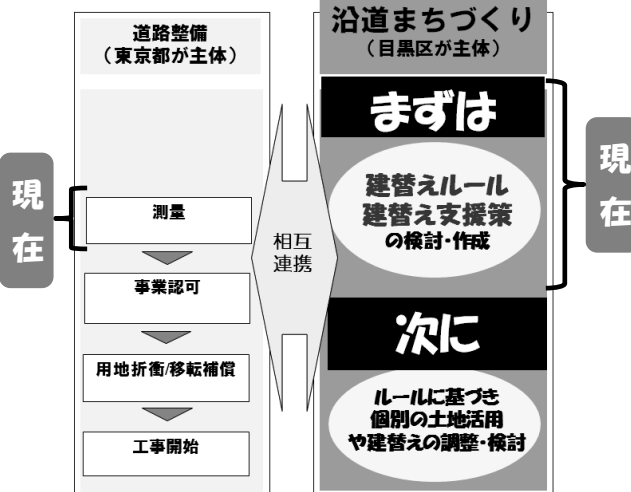 道路整備
（東京都が主体）
現
在
測量
事業認可
用地折衝/移転補償
工事開始
相互
連携
沿道まちづくり
（目黒区が主体）
まずは
建替えルール
建替え支援策
の検討・作成
次に
ルールに基づき
個別の土地活用
や建替えの調整・検討
現
在